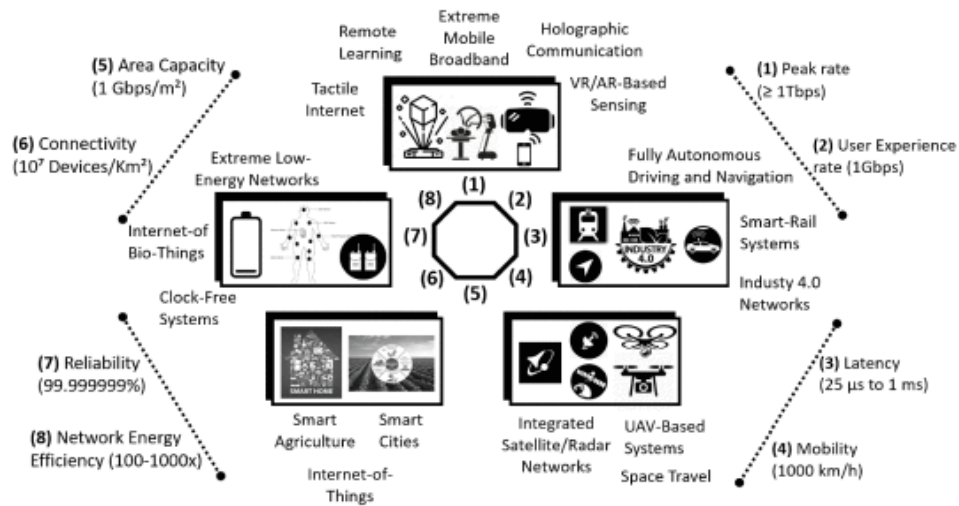 Extreme
Mobile
Broadband
Remote
Learning
Holographic
Communication
Tactile
Internet
VR/AR-Based
Sensing
(5) Area Capacity
(1 Gbps/m²)
(6) Connectivity
(10⁷ Devices/Km²)
(1) Peak rate
(≥ 1Tbps)
(2) User Experience
rate (1Gbps)
Extreme Low-
Energy Networks
Internet-of
Bio-Things
Clock-Free
Systems
Fully Autonomous
Driving and Navigation
Smart-Rail
Systems
Industy 4.0
Networks
INDUSTRY
4.0
(1)
(2)
(3)
(4)
(5)
(6)
(7)
(8)
(7) Reliability
(99.999999%)
(8) Network Energy
Efficiency (100-1000x)
SMART HOME
Smart
Agriculture
Smart
Cities
Internet-of-
Things
Integrated
Satellite/Radar
Networks
UAV-Based
Systems
Space Travel
(3) Latency
(25 µs to 1 ms)
(4) Mobility
(1000 km/h)